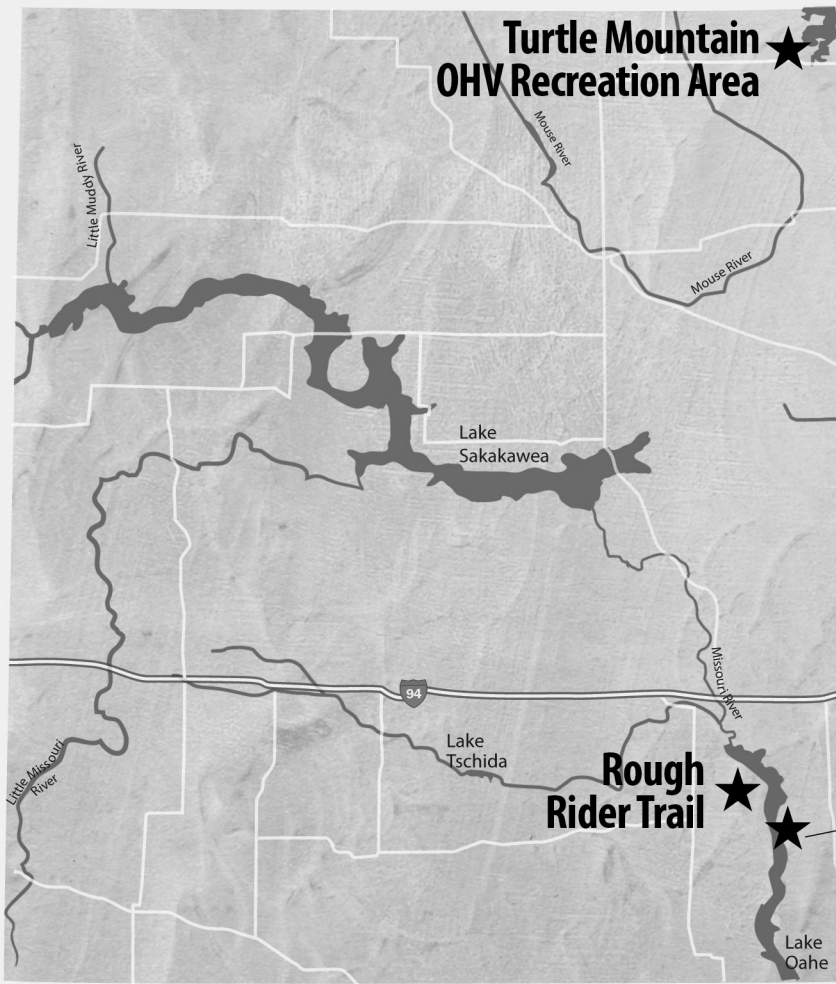 Turtle Mountain
OHV Recreation Area
Mouse River
Little Muddy River
Mouse River
Lake
Sakakawea
Missouri River
94
Lake
Tschida
Little Missouri
River
Rough
Rider Trail
Lake
Oahe